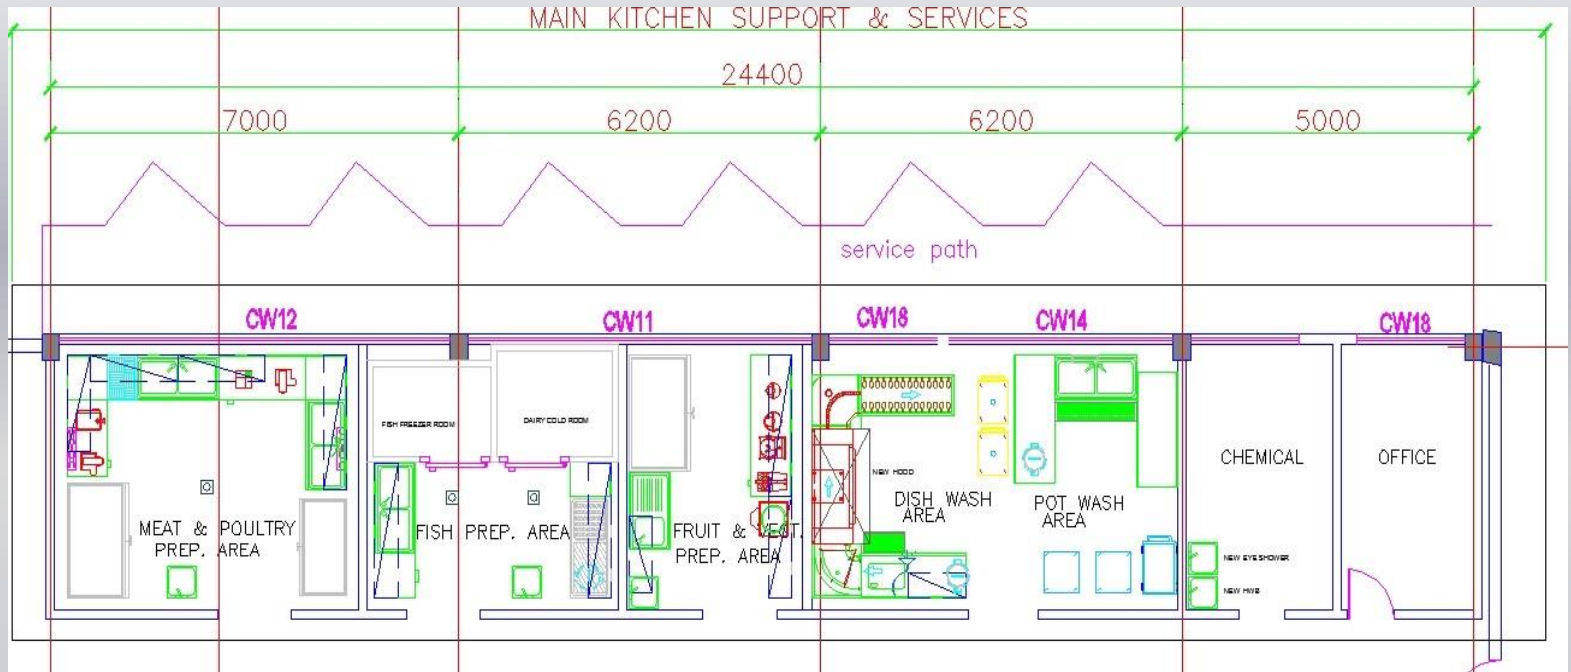 MAIN KITCHEN SUPPORT & SERVICES
24400
7000
6200
6200
5000
service path
CW12
CW11
CW18
CW14
CW18
FISH FREEZER ROOM
DAIRY COLD ROOM
NEW HOOD
CHEMICAL
OFFICE
DISH WASH
AREA
POT WASH
AREA
MEAT & POULTRY
PREP. AREA
FISH PREP. AREA
FRUIT &
PREP. AREA
NEW EYE SHOWER
NEW HWB